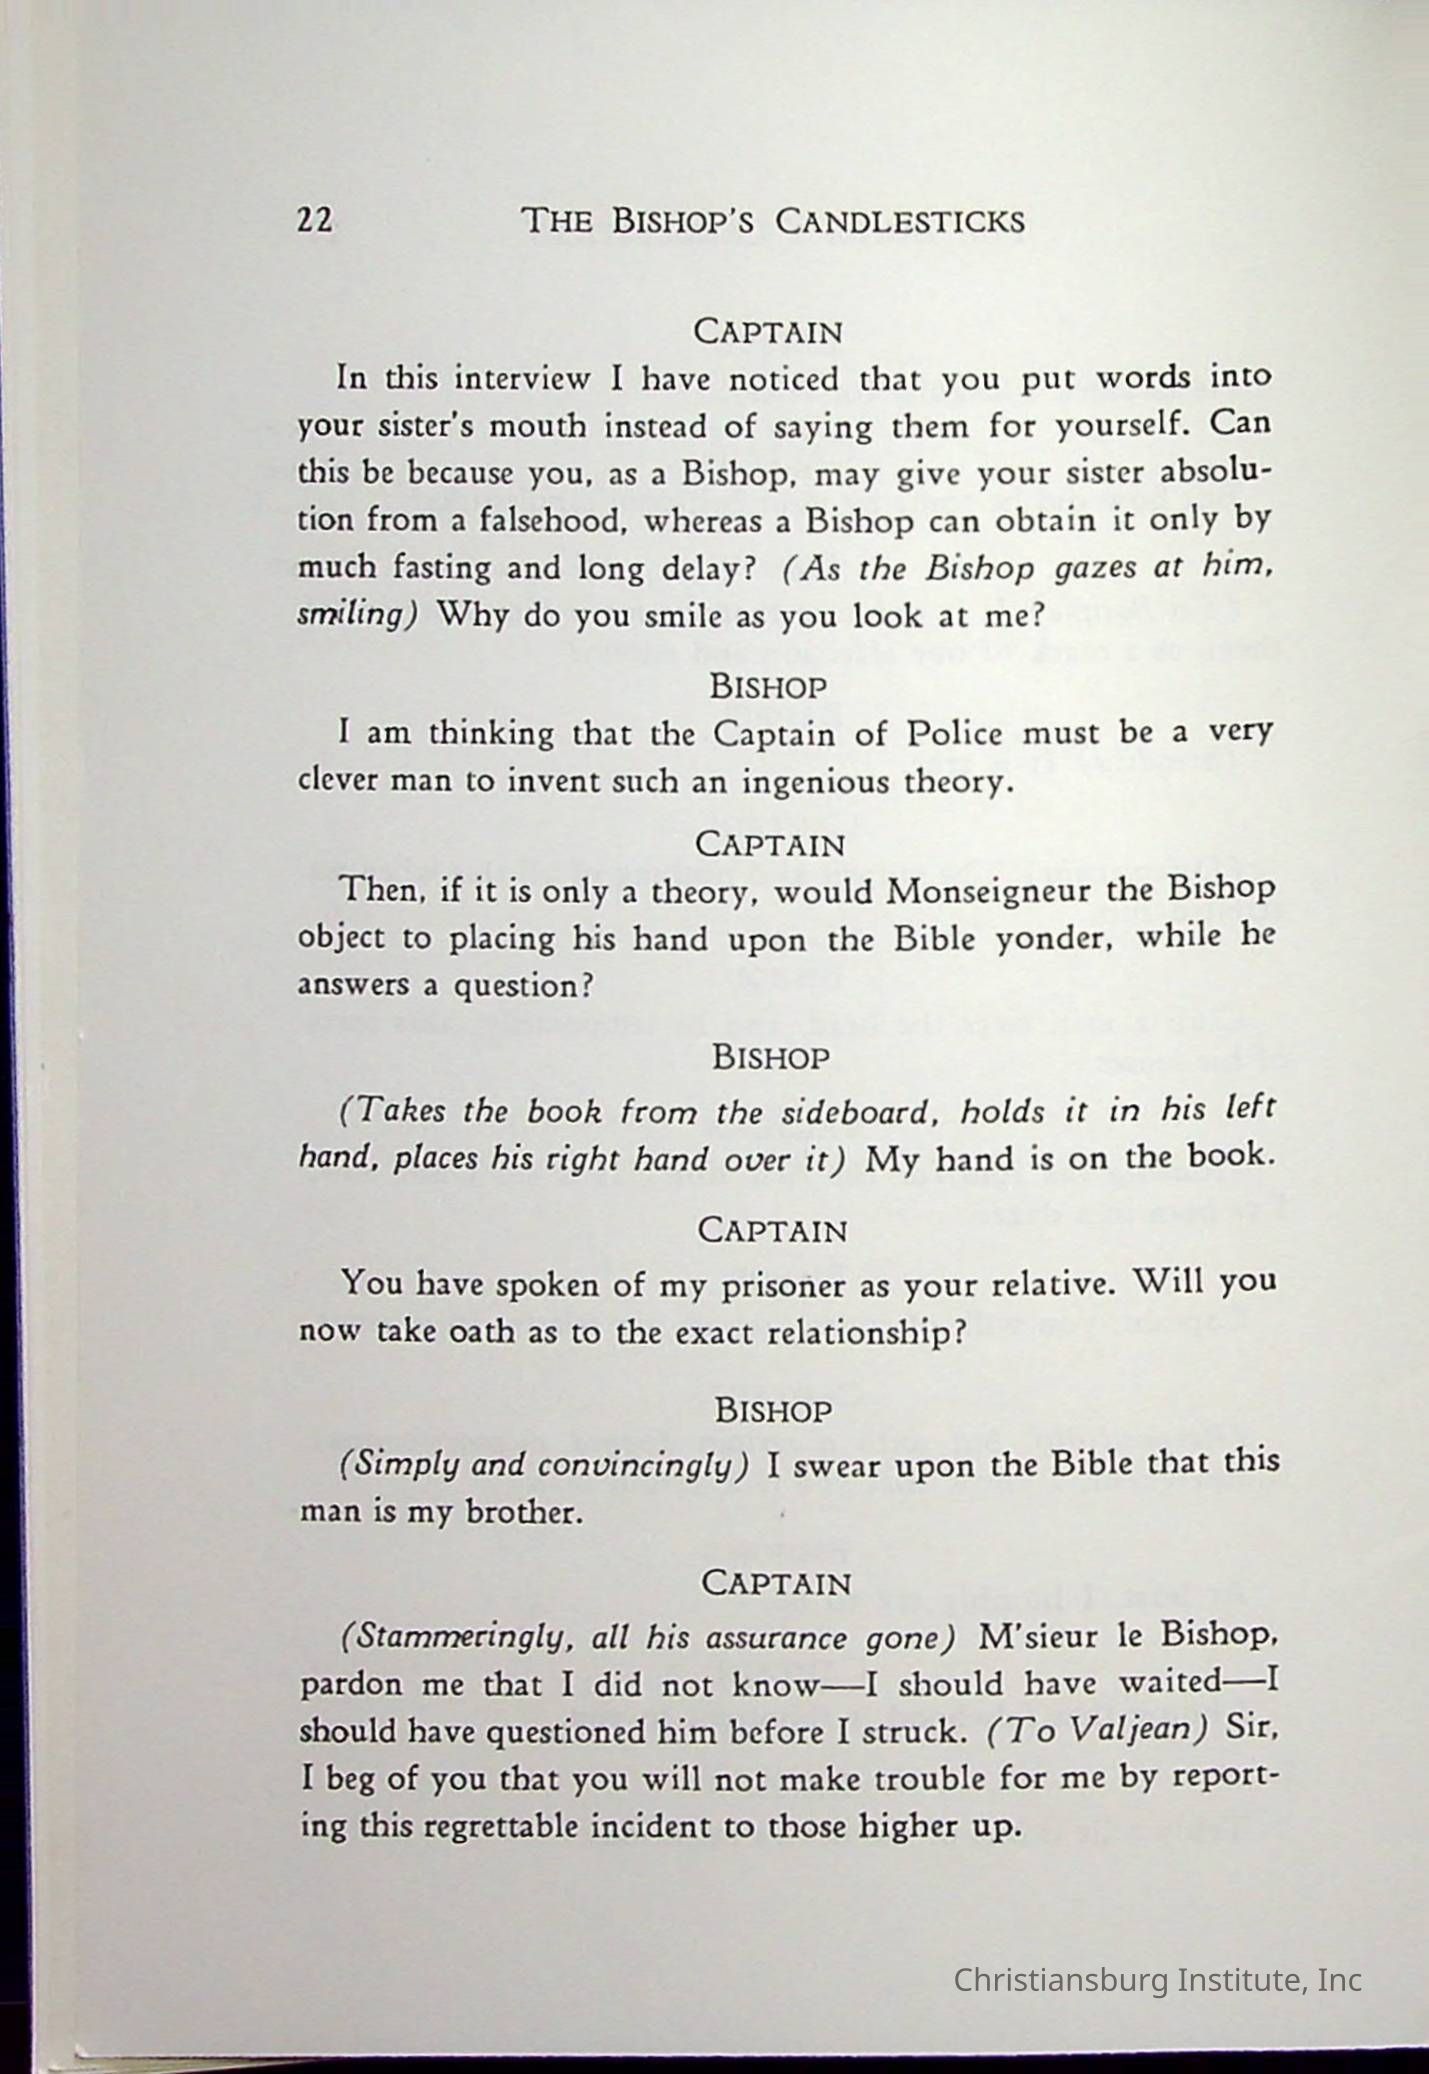 22 THE BISHOP'S CANDLESTICKS
CAPTAIN
In this interview I have noticed that you put words into
your sister's mouth instead of saying them for yourself. Can
this be because you, as a Bishop, may give your sister absolu-
tion from a falsehood, whereas a Bishop can obtain it only by
much fasting and long delay? (As the Bishop gazes at him,
smiling) Why do you smile as you look at me?
BISHOP
I am thinking that the Captain of Police must be a very
clever man to invent such an ingenious theory.
CAPTAIN
Then, if it is only a theory, would Monseigneur the Bishop
object to placing his hand upon the Bible yonder, while he
answers a question?
BISHOP
(Takes the book from the sideboard, holds it in his left
hand, places his right hand over it) My hand is on the book.
CAPTAIN
You have spoken of my prisoner as your relative. Will you
now take oath as to the exact relationship?
BISHOP
(Simply and convincingly) I swear upon the Bible that this
man is my brother.
CAPTAIN
(Stammeringly, all his assurance gone) M'sieur le Bishop,
pardon me that I did not know—I should have waited—I
should have questioned him before I struck. (To Valjean) Sir,
I beg of you that you will not make trouble for me by report-
ing this regrettable incident to those higher up.
Christiansburg Institute, Inc